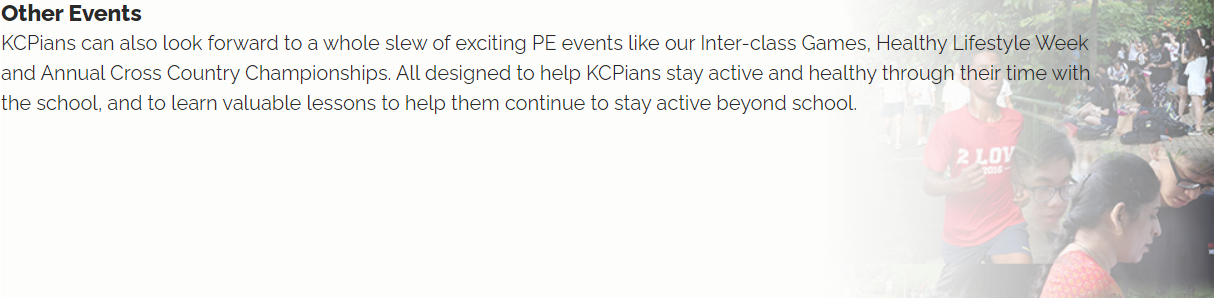 Other Events
KCPians can also look forward to a whole slew of exciting PE events like our Inter-class Games, Healthy Lifestyle Week
and Annual Cross Country Championships. All designed to help KCPians stay active and healthy through their time with
the school, and to learn valuable lessons to help them continue to stay active beyond school.
2 LOV
2016